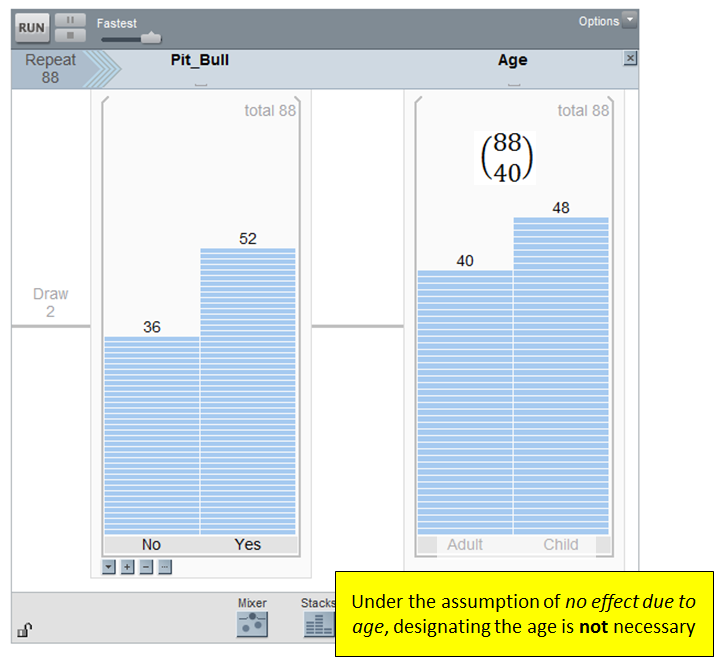 RUN
Fastest
Options
Repeat
88
Pit_Bull
Age
total 88
total 88
(88
40)
52
36
40
48
Draw
2
No Yes
Adult Child
Mixer
Stacks
Under the assumption of no effect due to
age, designating the age is not necessary